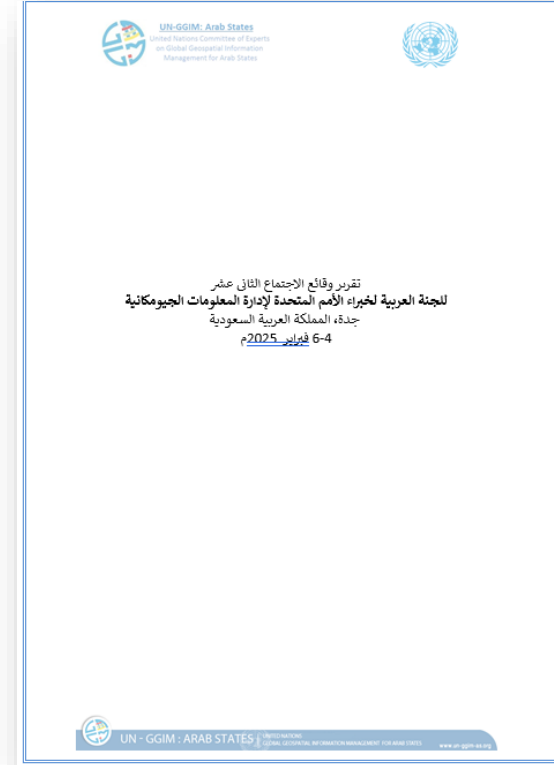 UN-GGIM: Arab States
United Nations Committee of Experts
on Global Geospatial Information
Management for Arab States
تقرير وقائع الاجتماع الثاني عشر
للجنة العربية لخبراء الأمم المتحدة لإدارة المعلومات الجيومكانية
جدة، المملكة العربية السعودية
6-4 فبراير 2025م
UN - GGIM : ARAB STATES
UNITED NATIONS
GLOBAL GEOSPATIAL INFORMATION MANAGEMENT FOR ARAB STATES
www.un-ggim-as.org